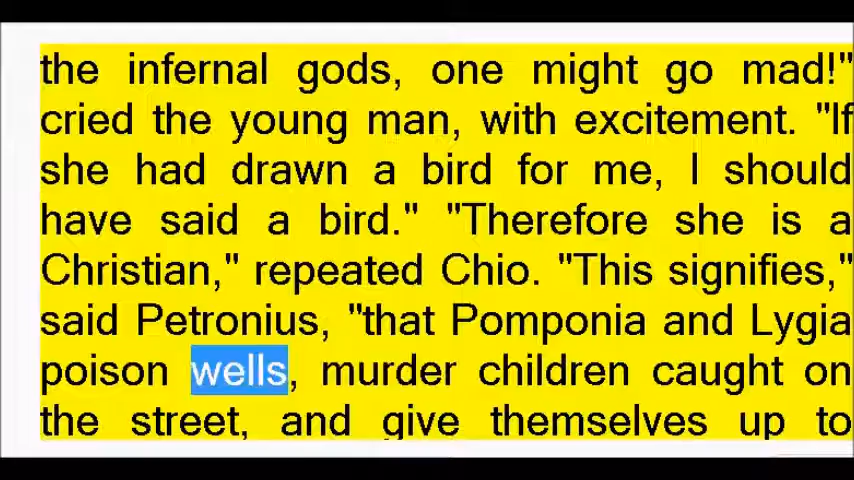 the infernal gods, one might go mad!"
cried the young man, with excitement. "If
she had drawn a bird for me, I should
have said a bird." "Therefore she is a
Christian," repeated Chio. "This signifies,"
said Petronius, "that Pomponia and Lygia
poison wells, murder children caught on
the street, and give themselves up to